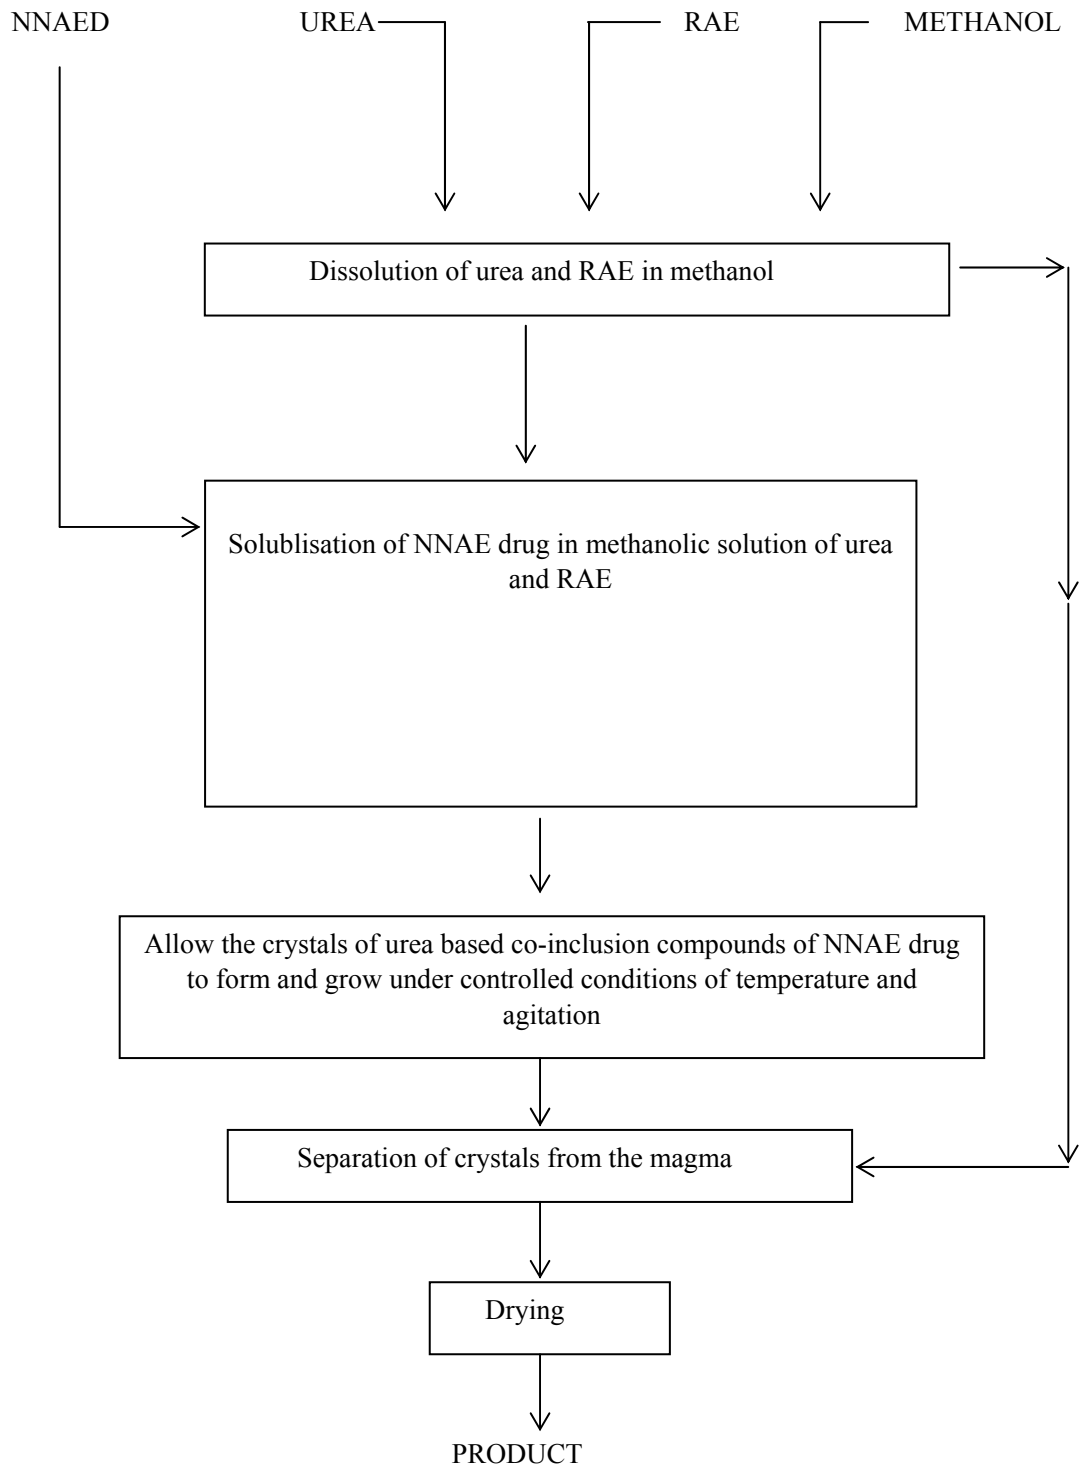 NNAED
UREA
RAE
METHANOL
Dissolution of urea and RAE in methanol
Solublisation of NNAE drug in methanolic solution of urea
and RAE
Allow the crystals of urea based co-inclusion compounds of NNAE drug
to form and grow under controlled conditions of temperature and
agitation
Separation of crystals from the magma
Drying
PRODUCT